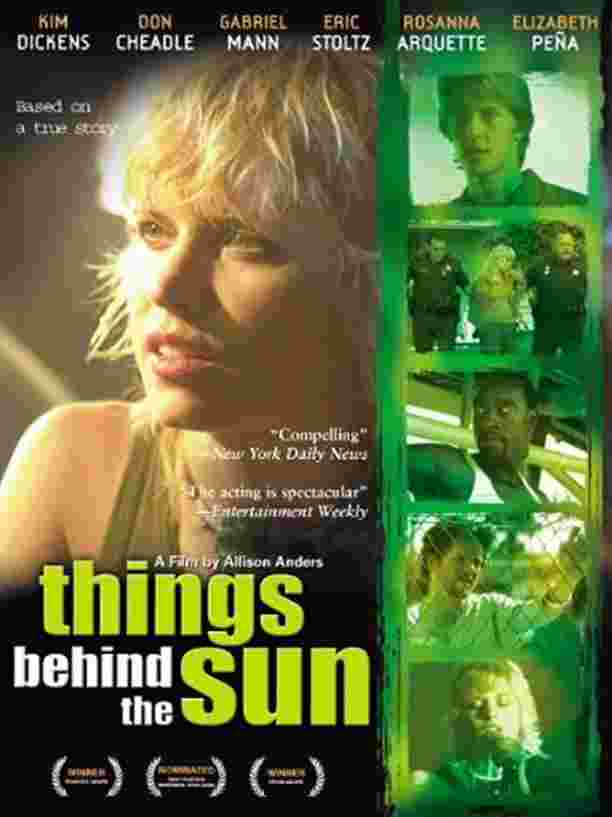 KIM DON GABRIEL ERIC ROSANNA ELIZABETH
DICKENS CHEADLE MANN STOLTZ ARQUETTE PEÑA
Based on
a true story
"Compelling"
—New York Daily News
"The acting is spectacular"
—Entertainment Weekly
A Film by Allison Anders
things
behind
the sun
WINNER NOMINATED WINNER